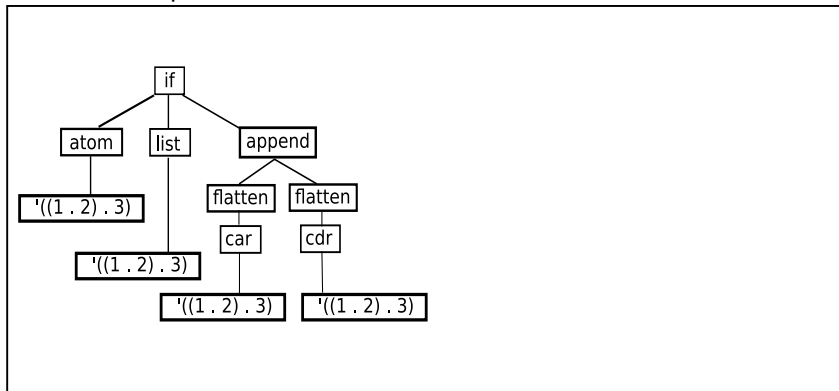 if
atom
list
append
flatten
flatten
'((1 . 2) . 3)
car
cdr
'((1 . 2) . 3)
'((1 . 2) . 3)
'((1 . 2) . 3)